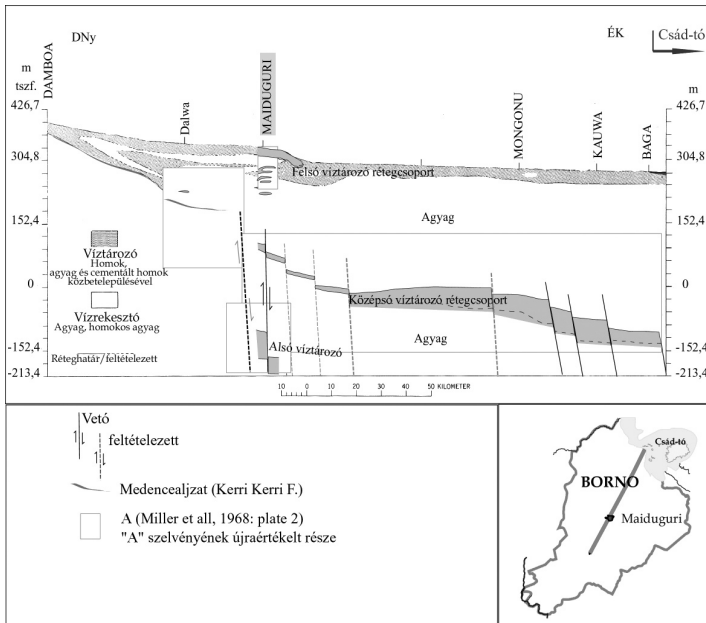 DNy
ÉK
Csád-tó
m
tszf.
m
DAMBOA
Dalwa
MAIDUGURI
MONGONU
KAUWA
BAGA
426,7
304,8
152,4
0
-152,4
-213,4
426,7
304,8
152,4
0
-152,4
-213,4
Felső víztározó rétegcsoport
Agyag
Víztározó
Homok,
agyag és cementált homok
közbetelepülésével
Vízrekesztő
Agyag, homokos agyag
Középső víztározó rétegcsoport
Agyag
Alsó víztározó
Réteghatár/feltételezett
10 0 10 20 30 40 50 KILOMETER
Vető
feltételezett
Medencealjzat (Kerri Kerri F.)
A (Miller et all, 1968: plate 2)
"A" szelvényének újraértékelt része
Csád-tó
BORNO
Maiduguri